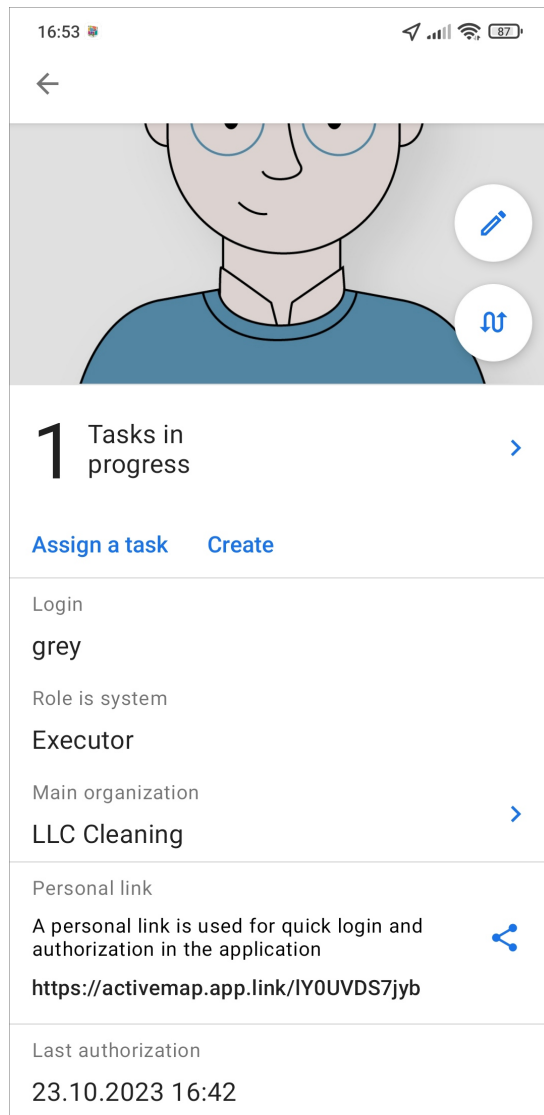 16:53
87
1 Tasks in
progress
Assign a task Create
Login
grey
Role is system
Executor
Main organization
LLC Cleaning
Personal link
A personal link is used for quick login and
authorization in the application
https://activemap.app.link/lY0UVDS7jyb
Last authorization
23.10.2023 16:42